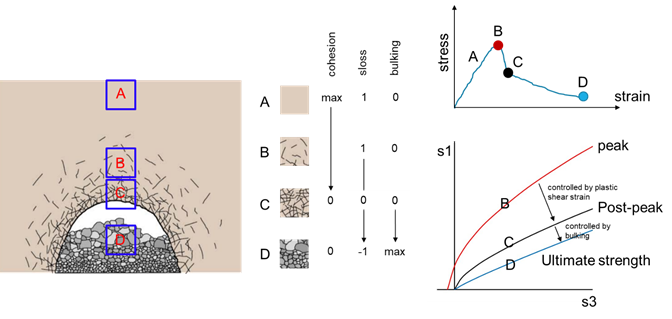 A
B
C
D
cohesion
sloss
bulking
A
max
1
0
B
1
0
C
0
0
0
D
0
-1
max
stress
A
B
C
D
strain
s1
peak
B
controlled by plastic
shear strain
Post-peak
C
controlled by
bulking
D
Ultimate strength
s3